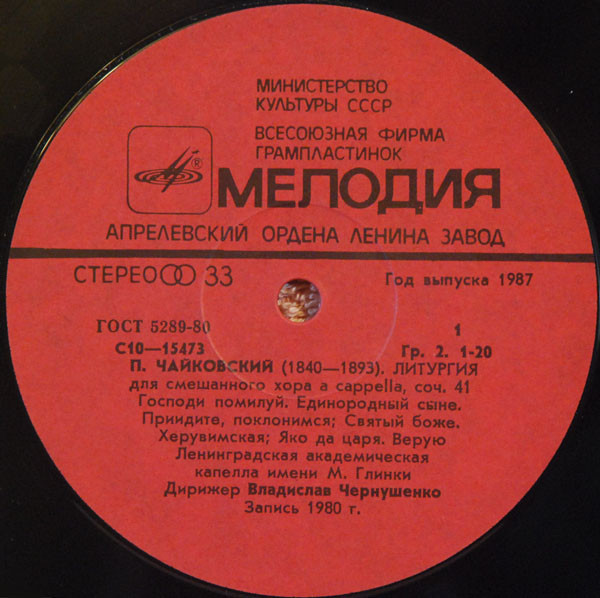 МИНИСТЕРСТВО
КУЛЬТУРЫ СССР
ВСЕСОЮЗНАЯ ФИРМА
ГРАМПЛАСТИНОК
®
МЕЛОДИЯ
АПРЕЛЕВСКИЙ ОРДЕНА ЛЕНИНА ЗАВОД
СТЕРЕО 33
Год выпуска 1987
ГОСТ 5289-80
1
С10—15473
Гр. 2. 1-20
П. ЧАЙКОВСКИЙ (1840—1893). ЛИТУРГИЯ
для смешанного хора a cappella, соч. 41
Господи помилуй. Единородный сыне.
Приидите, поклонимся; Святый боже.
Херувимская; Яко да царя. Верую
Ленинградская академическая
капелла имени М. Глинки
Дирижер Владислав Чернушенко
Запись 1980 г.